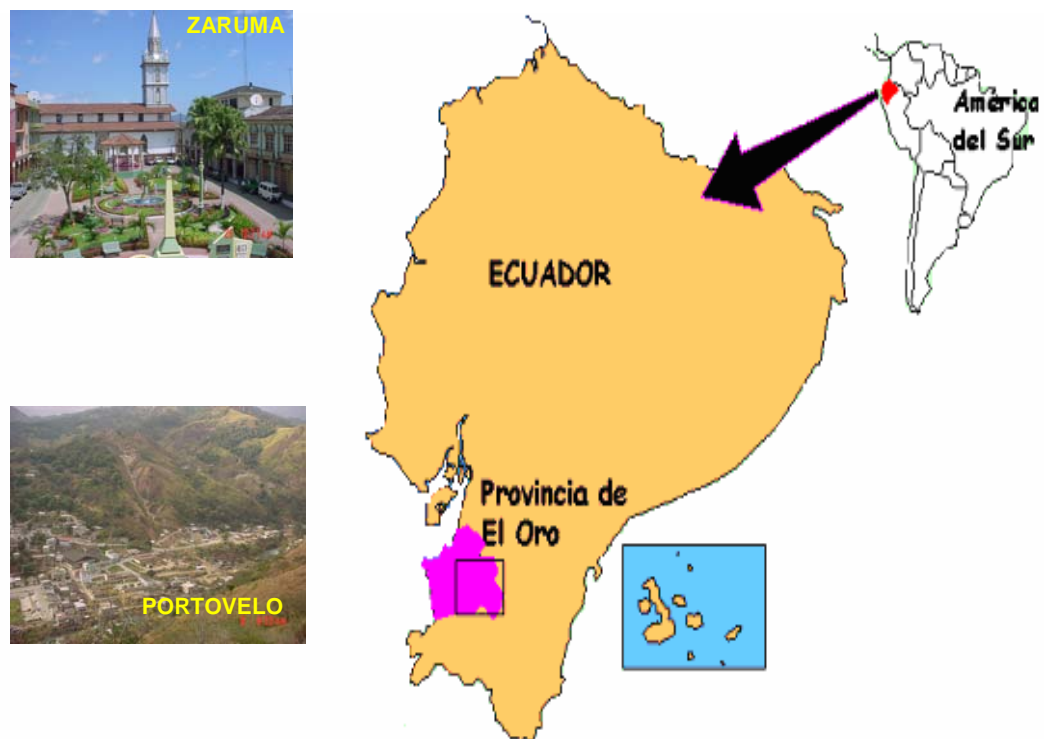 ZARUMA
América
del Sur
ECUADOR
Provincia de
El Oro
PORTOVELO